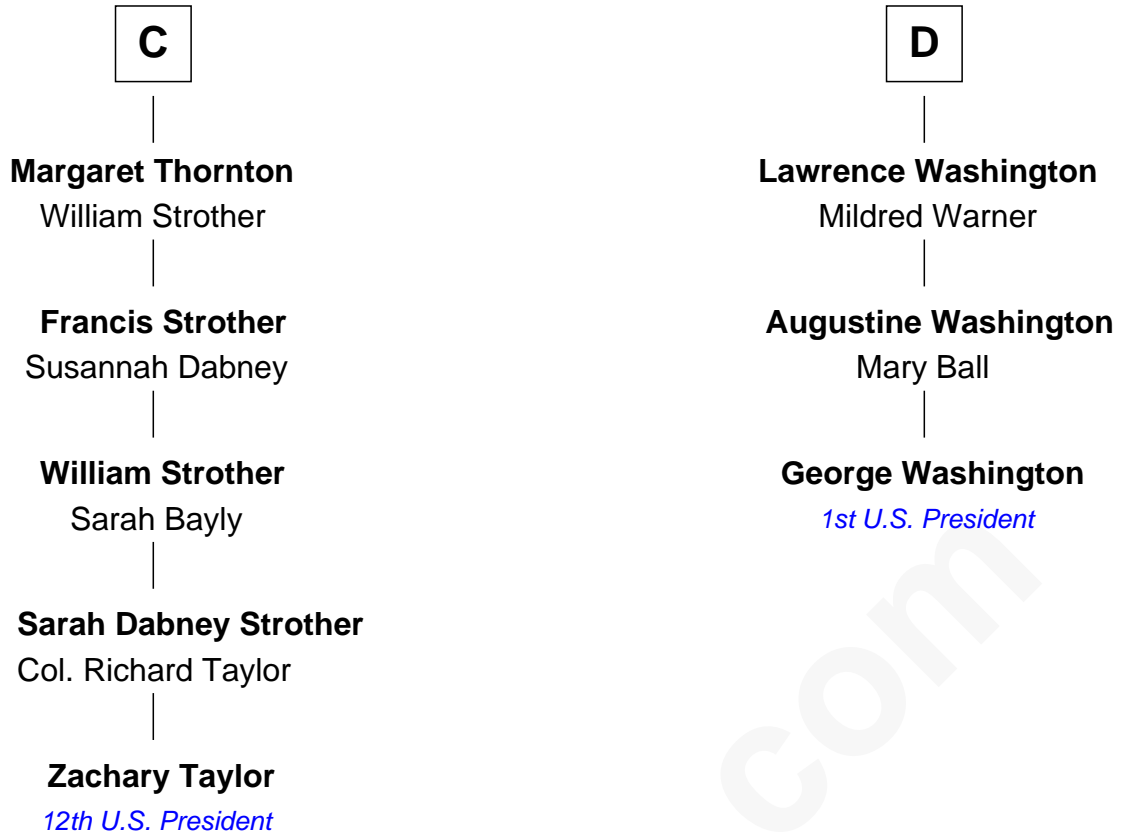 C
Margaret Thornton
William Strother
Francis Strother
Susannah Dabney
William Strother
Sarah Bayly
Sarah Dabney Strother
Col. Richard Taylor
Zachary Taylor
12th U.S. President
D
Lawrence Washington
Mildred Warner
Augustine Washington
Mary Ball
George Washington
1st U.S. President
com